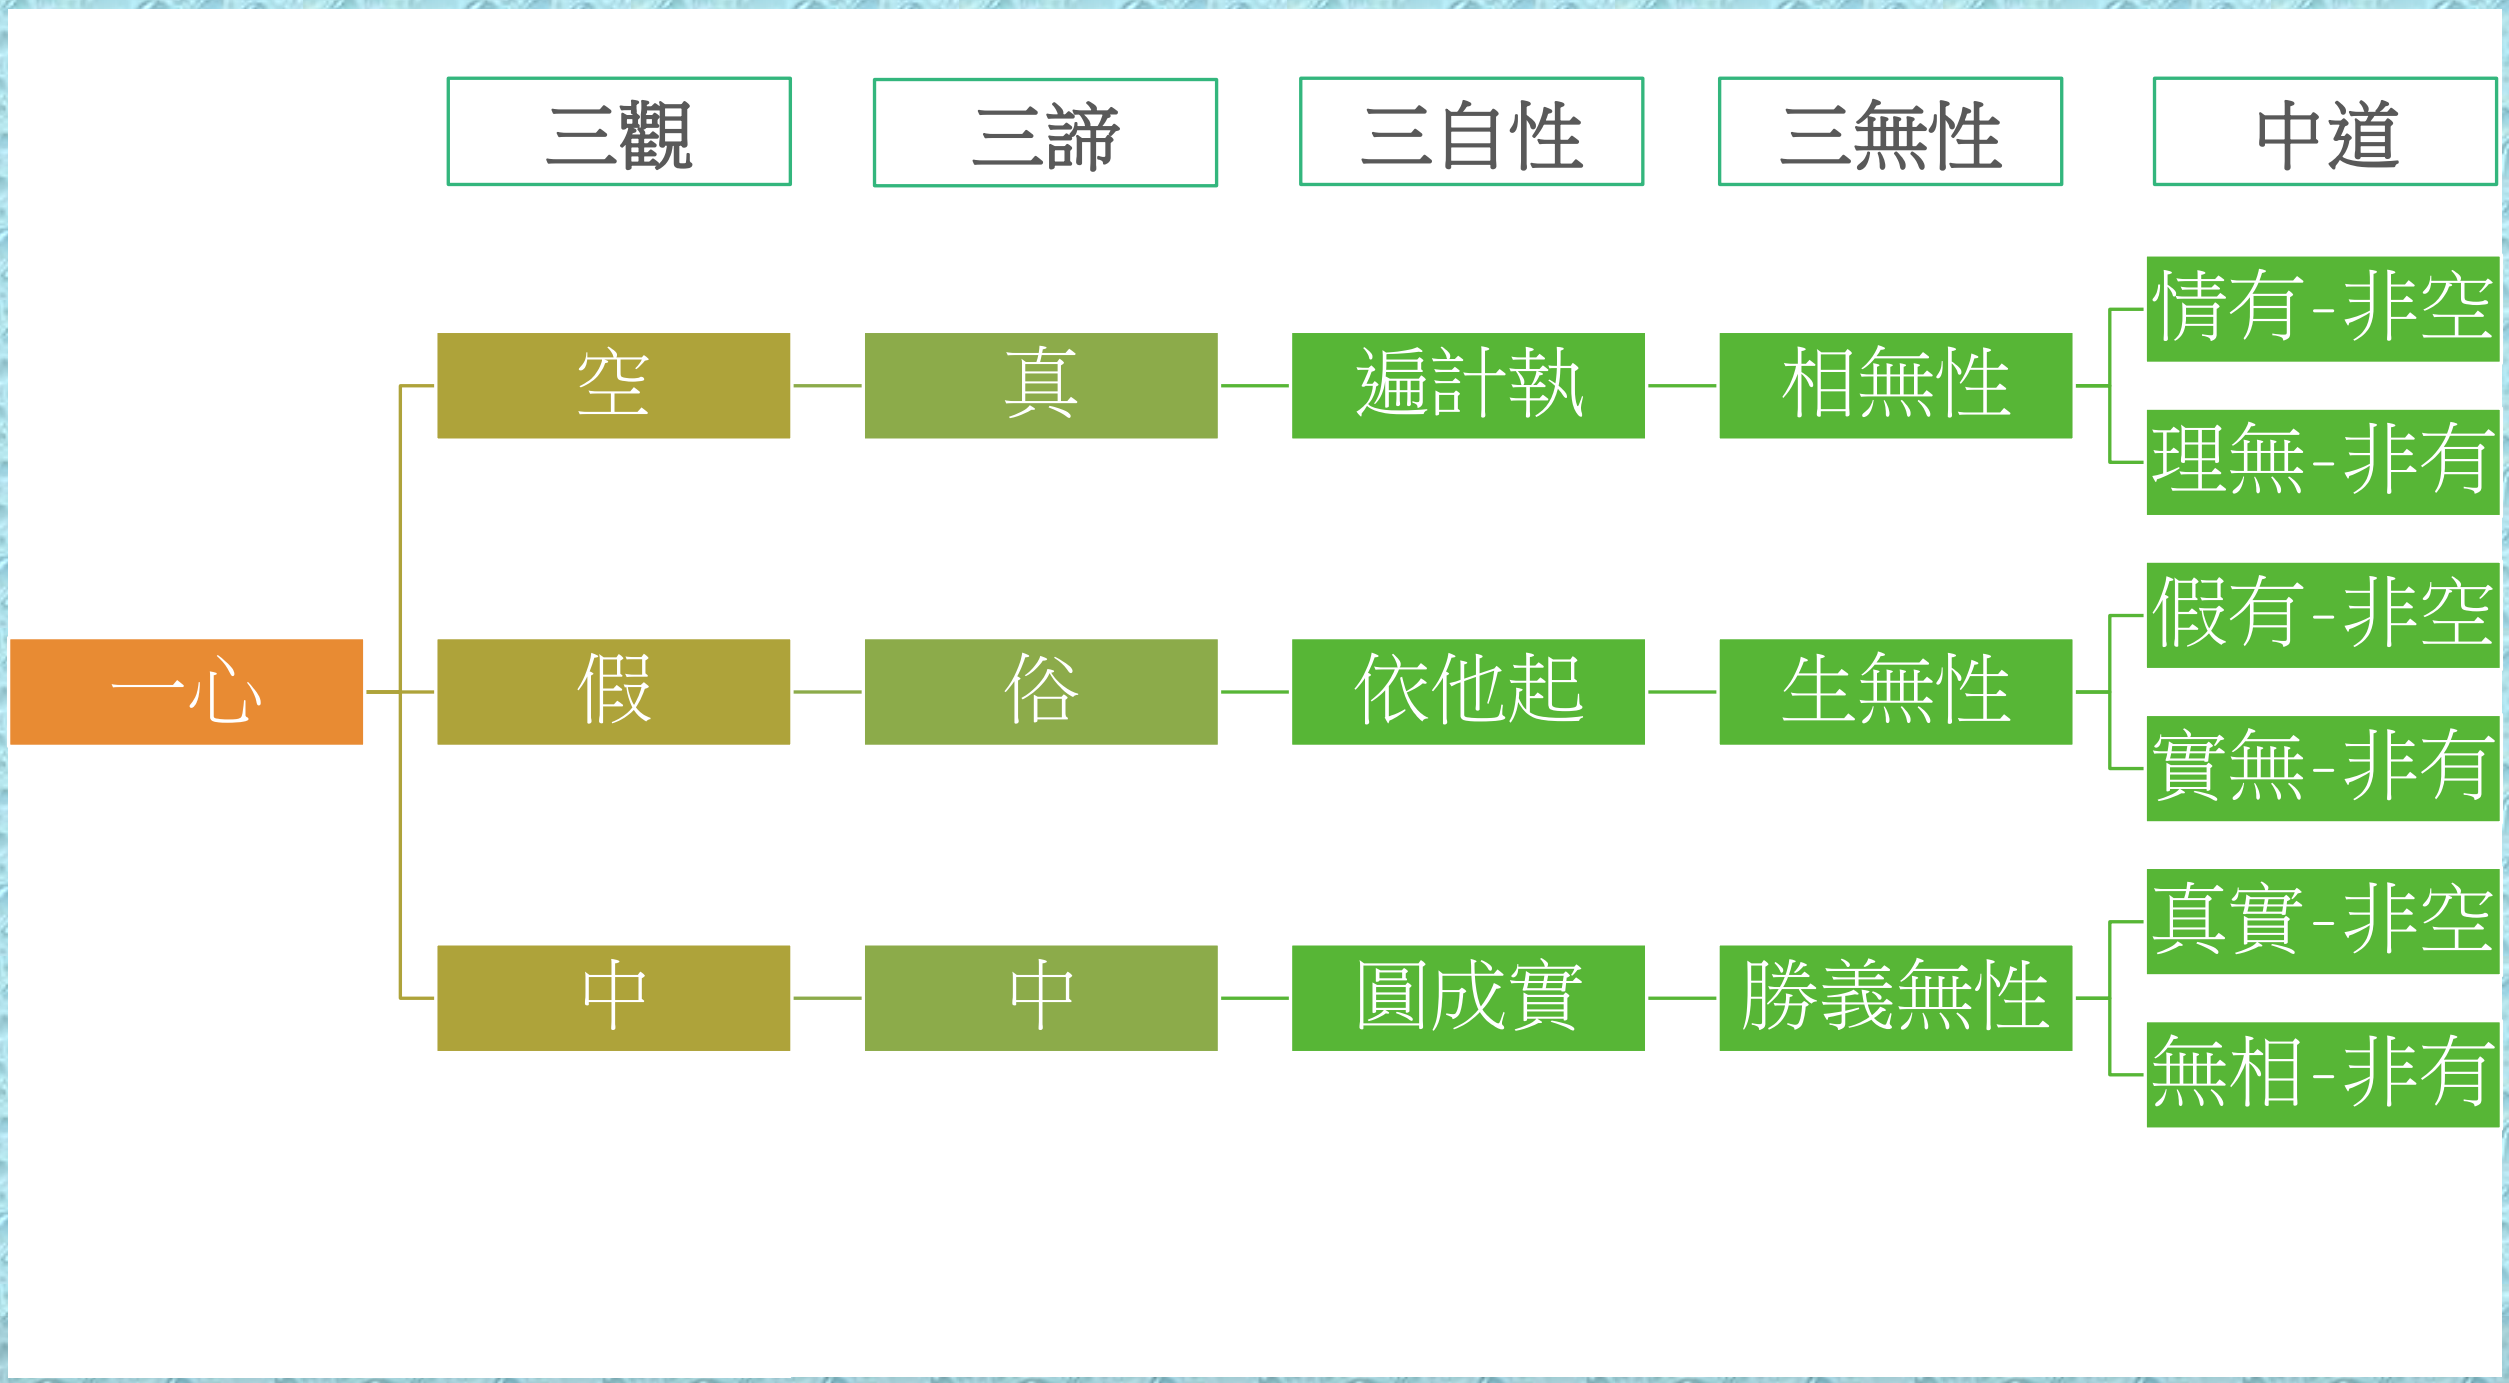 三觀
三諦
三自性
三無性
中道
一心
空
真
遍計執
相無性
情有-非空
理無-非有
假
俗
依他起
生無性
假有-非空
實無-非有
中
中
圓成實
勝義無性
真實-非空
無相-非有